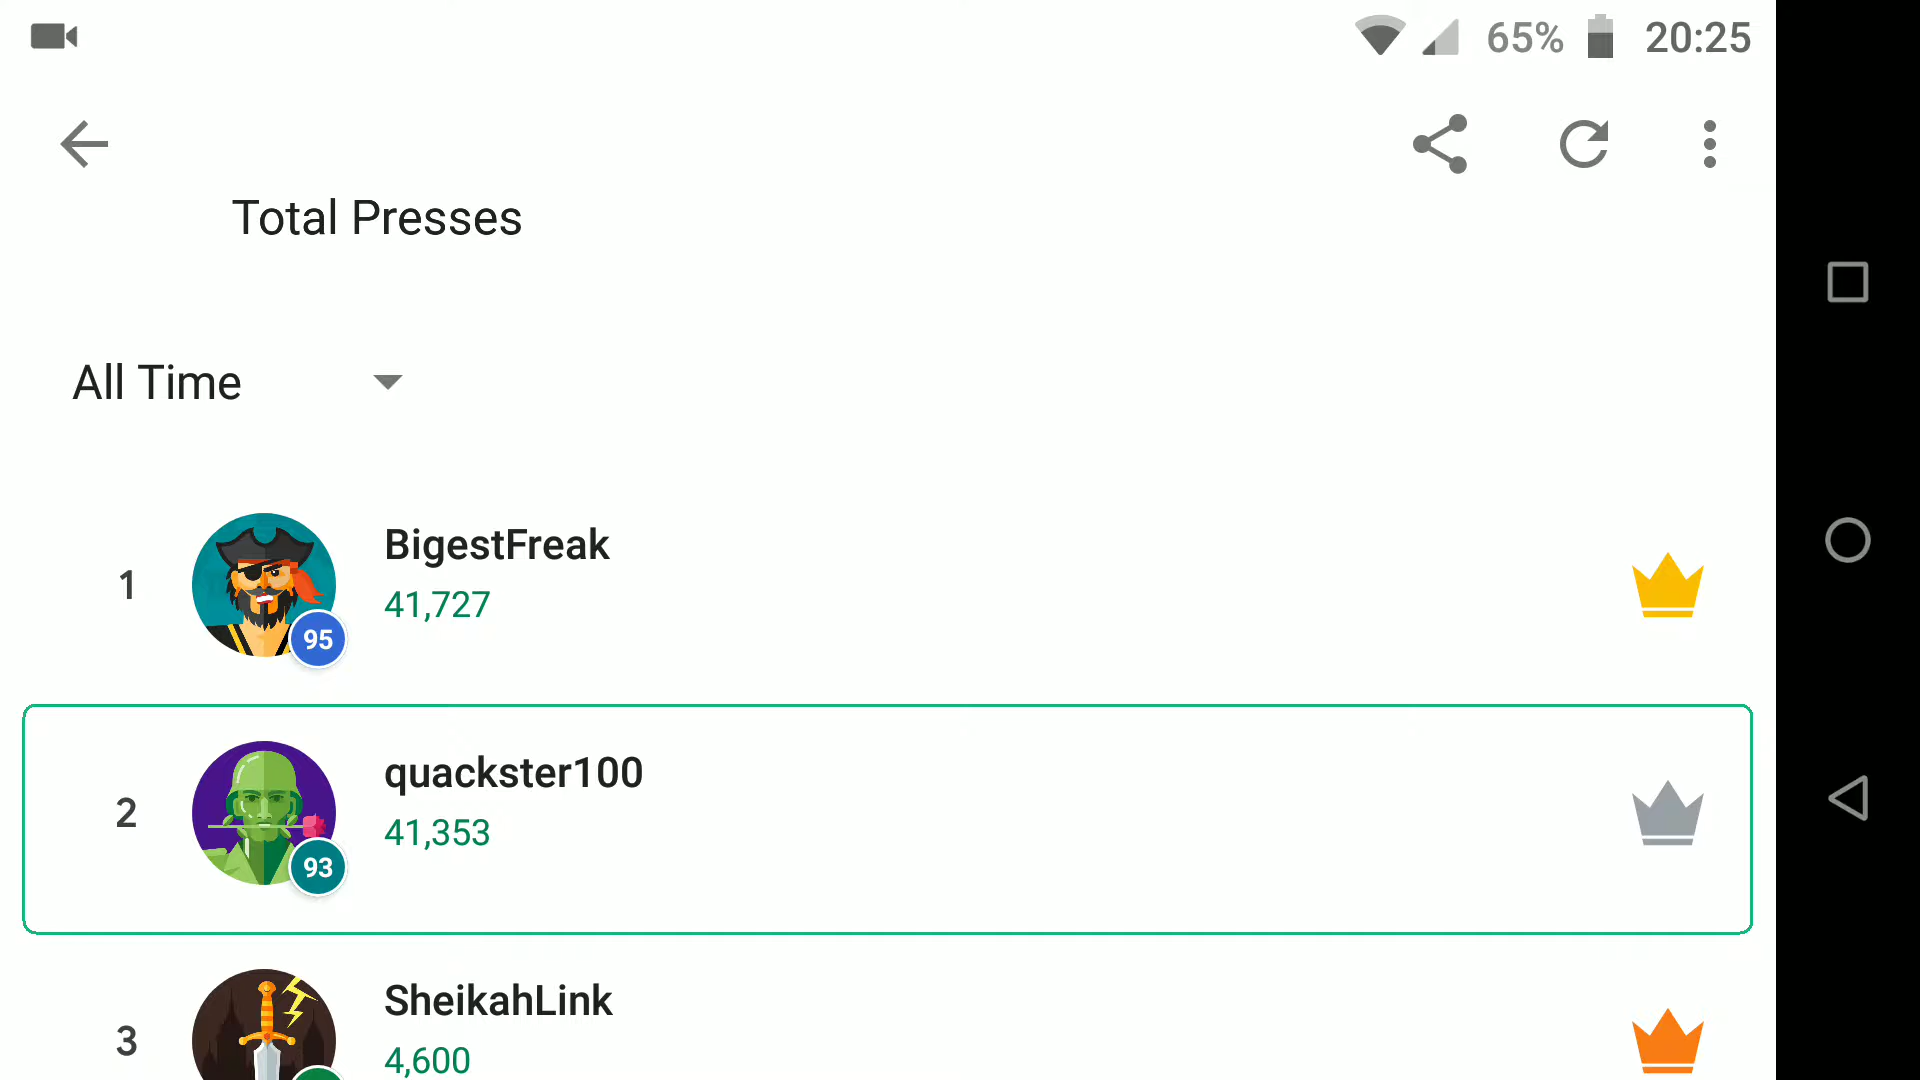 65% 20:25
Total Presses
All Time
1 BigestFreak
41,727
95
2 quackster100
41,353
93
3 SheikahLink
4,600